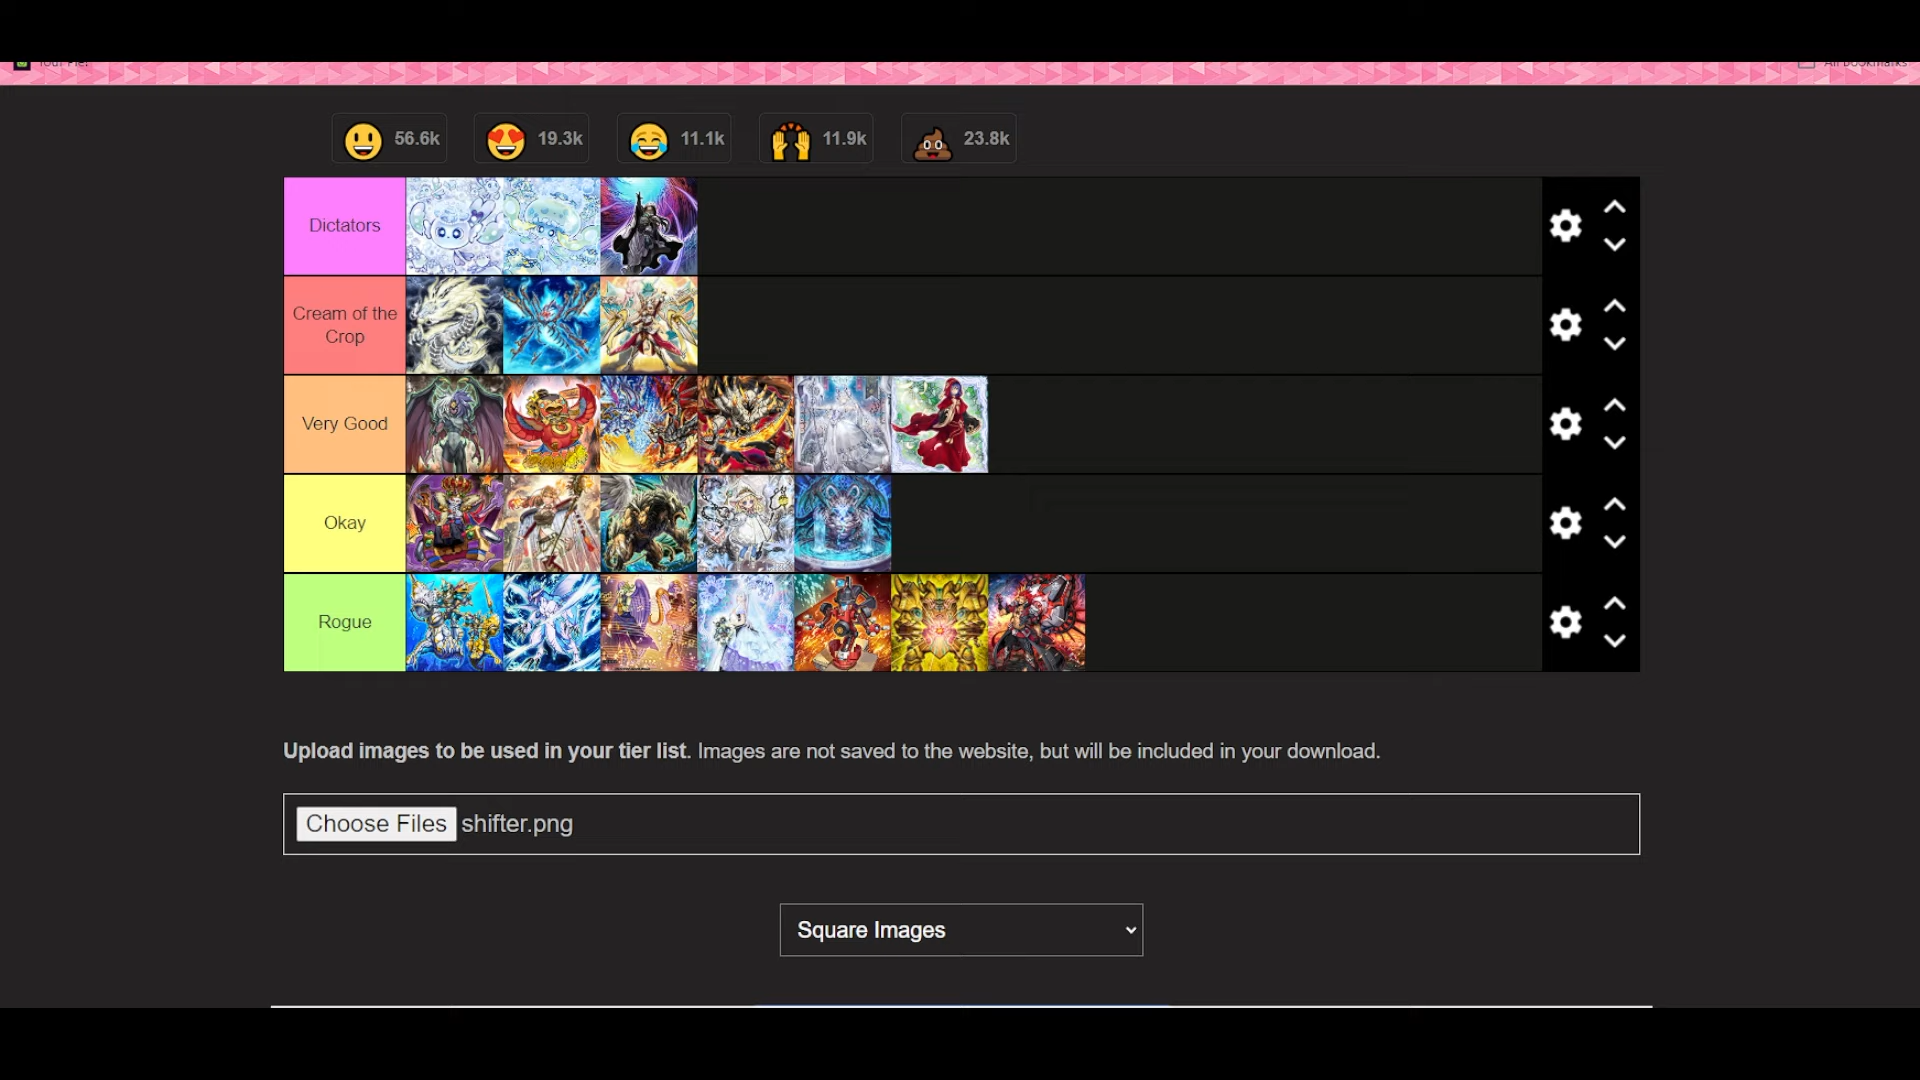 56.6k
19.3k
11.1k
11.9k
23.8k
Dictators
Cream of the
Crop
Very Good
Okay
Rogue
Upload images to be used in your tier list. Images are not saved to the website, but will be included in your download.
Choose Files shifter.png
Square Images